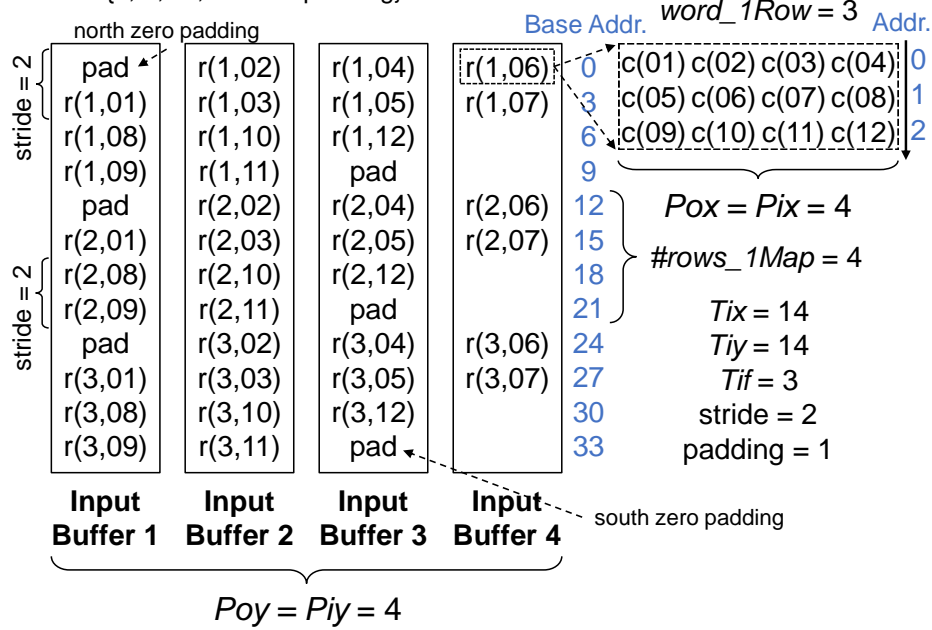 word_1Row = 3
north zero padding
Base Addr.
Addr.
stride = 2
pad r(1,02) r(1,04) r(1,06) 0 c(01) c(02) c(03) c(04) 0
r(1,01) r(1,03) r(1,05) r(1,07) 3 c(05) c(06) c(07) c(08) 1
r(1,08) r(1,10) r(1,12) 6 c(09) c(10) c(11) c(12) 2
r(1,09) r(1,11) pad 9
pad r(2,02) r(2,04) r(2,06) 12 Pox = Pix = 4
r(2,01) r(2,03) r(2,05) r(2,07) 15 #rows_1Map = 4
stride = 2
r(2,08) r(2,10) r(2,12) 18
r(2,09) r(2,11) pad 21 Tix = 14
pad r(3,02) r(3,04) r(3,06) 24 Tiy = 14
r(3,01) r(3,03) r(3,05) r(3,07) 27 Tif = 3
r(3,08) r(3,10) r(3,12) 30 stride = 2
r(3,09) r(3,11) pad 33 padding = 1
Input Buffer 1
Input Buffer 2
Input Buffer 3
Input Buffer 4
south zero padding
Poy = Piy = 4